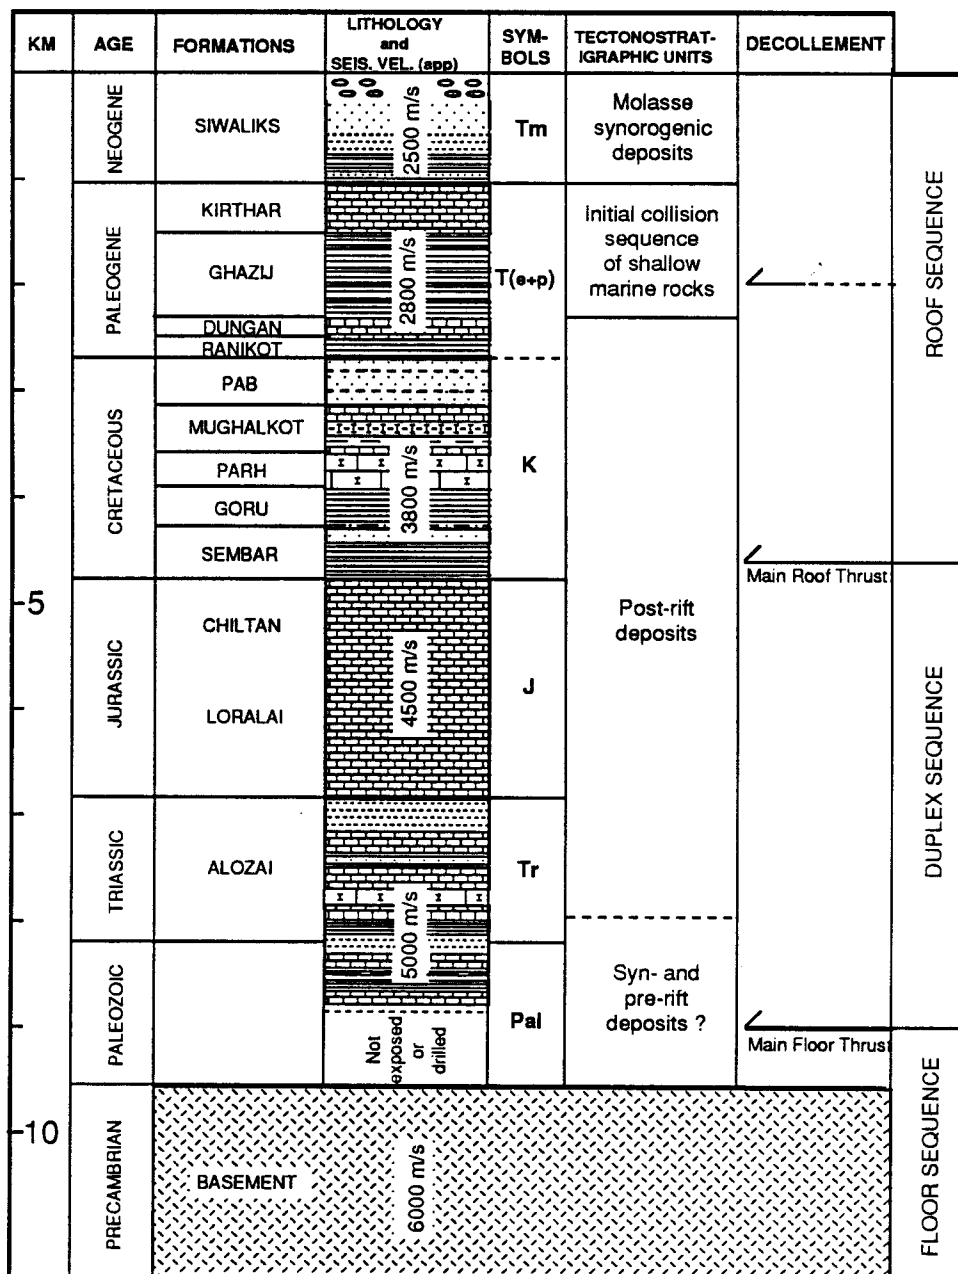 KM
AGE
FORMATIONS
LITHOLOGY
and
SEIS. VEL. (app)
SYM-
BOLS
TECTONOSTRAT-
IGRAPHIC UNITS
DECOLLEMENT
NEOGENE
SIWALIKS
2500 m/s
Tm
Molasse
synorogenic
deposits
PALEOGENE
KIRTHAR
GHAZIJ
DUNGAN
RANIKOT
2800 m/s
T(e+p)
Initial collision
sequence
of shallow
marine rocks
ROOF SEQUENCE
CRETACEOUS
PAB
MUGHALKOT
PARH
GORU
SEMBAR
3800 m/s
K
Main Roof Thrust
5
JURASSIC
CHILTAN
LORALAI
4500 m/s
J
Post-rift
deposits
DUPLEX SEQUENCE
TRIASSIC
ALOZAI
5000 m/s
Tr
PALEOZOIC
Not
exposed
or
drilled
Pal
Syn- and
pre-rift
deposits ?
Main Floor Thrust
10
PRECAMBRIAN
BASEMENT
6000 m/s
FLOOR SEQUENCE